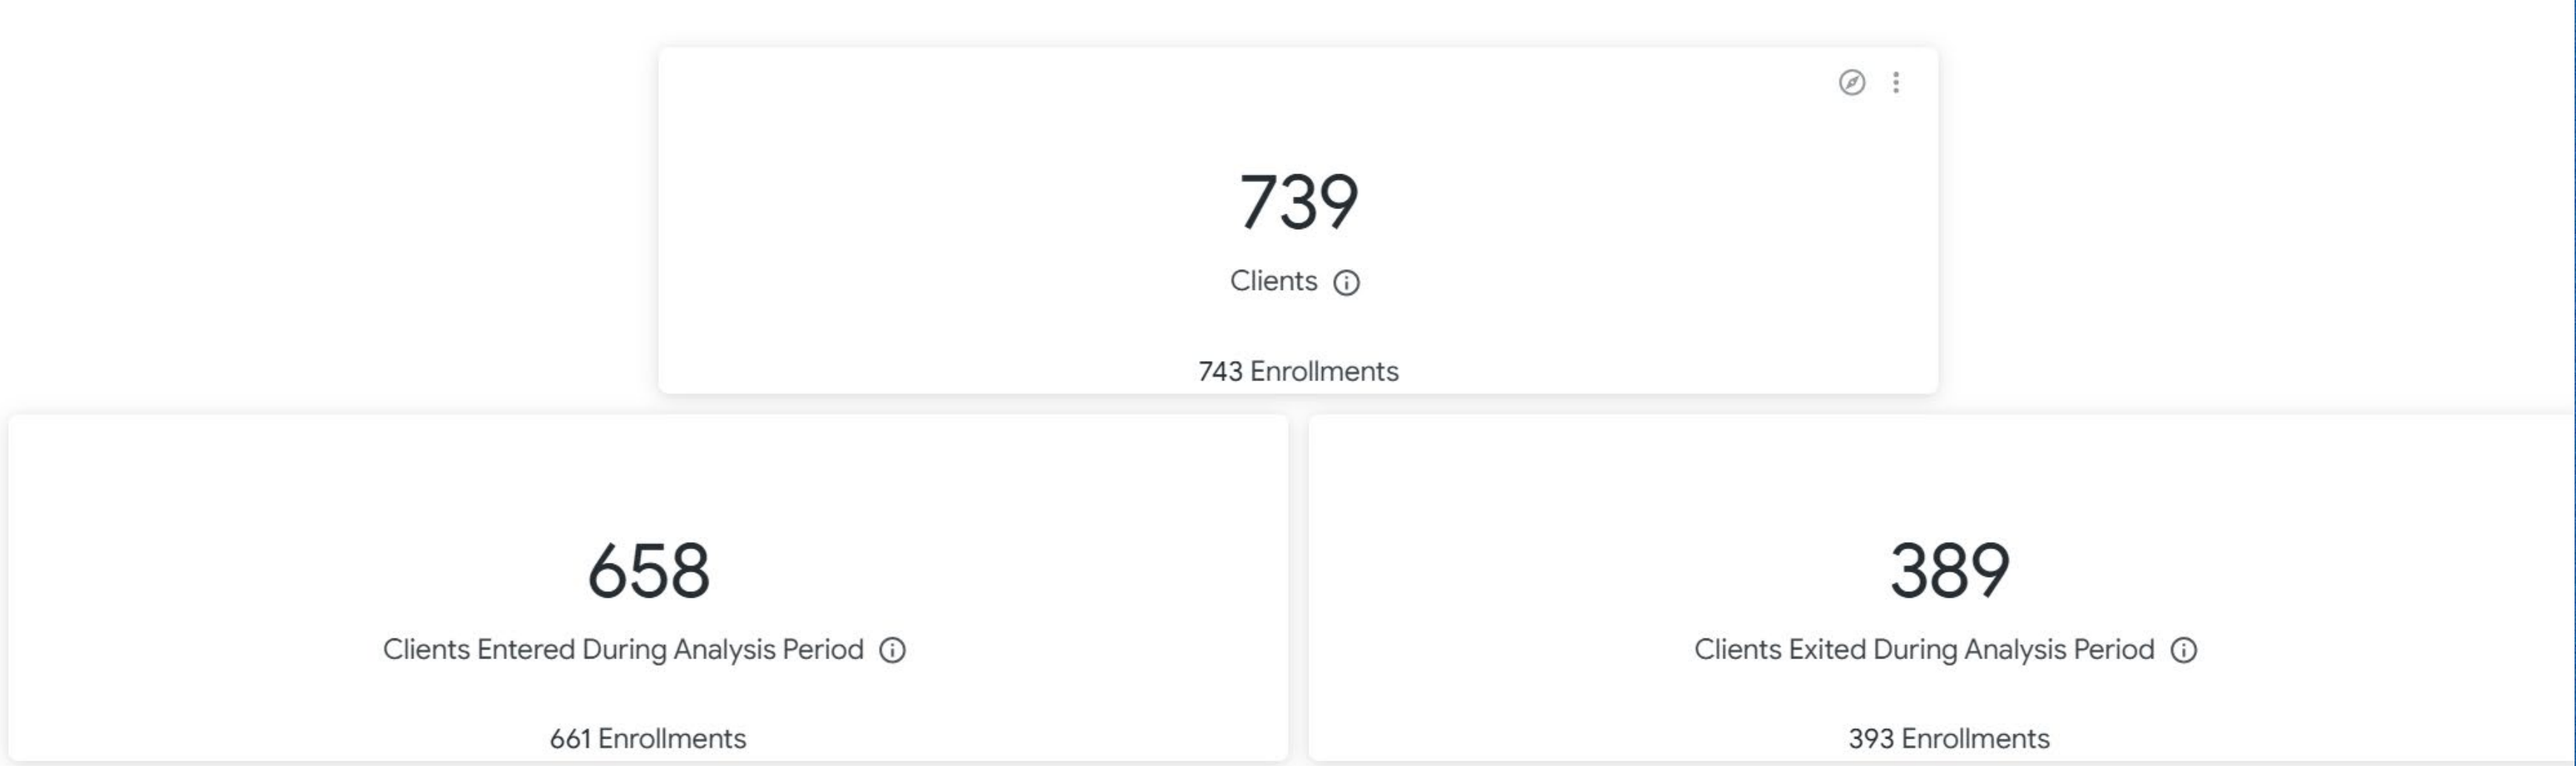 739
Clients
743 Enrollments
658
Clients Entered During Analysis Period
661 Enrollments
389
Clients Exited During Analysis Period
393 Enrollments